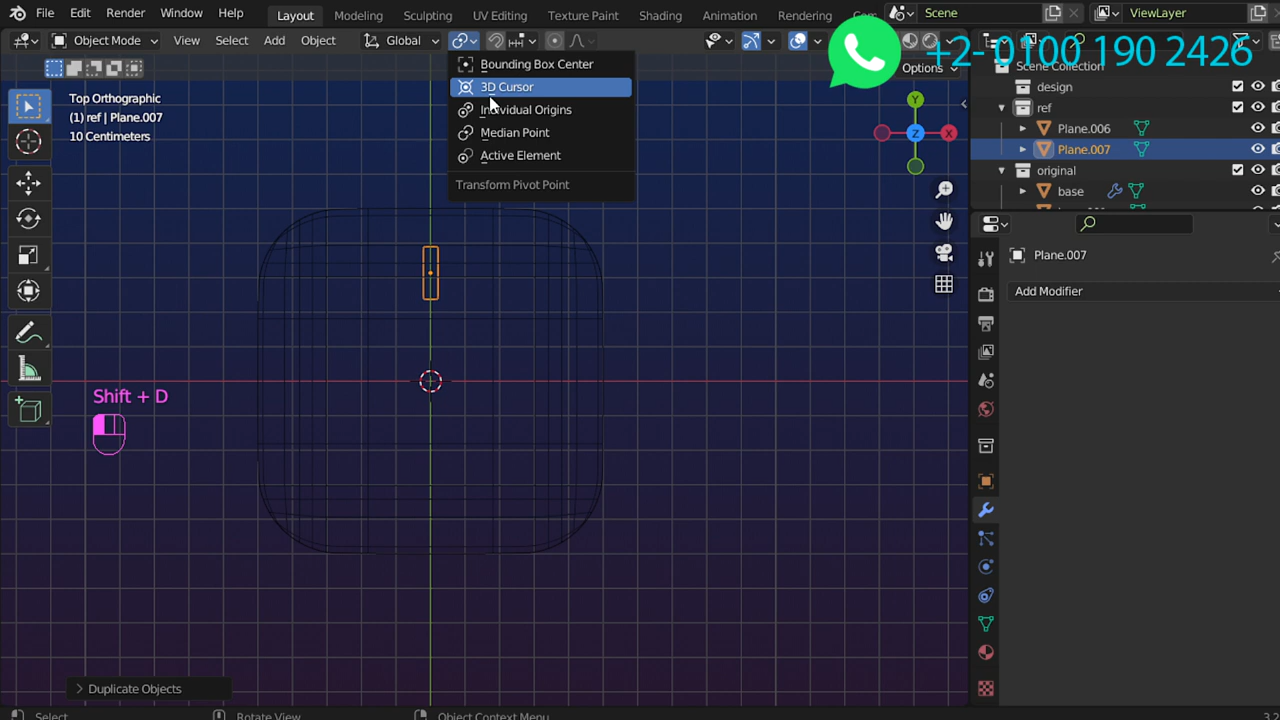 File Edit Render Window Help Layout Modeling Sculpting UV Editing Texture Paint Shading Animation Rendering Scene ViewLayer
+2- 0100 190 2426
Object Mode View Select Add Object Global
Options
Bounding Box Center
3D Cursor
Individual Origins
Median Point
Active Element
Transform Pivot Point
Top Orthographic
(1) ref | Plane.007
10 Centimeters
Y
Z
X
Scene Collection
design
ref
Plane.006
Plane.007
original
base
Plane.007
Add Modifier
Shift + D
Duplicate Objects
Select Rotate View Object Context Menu